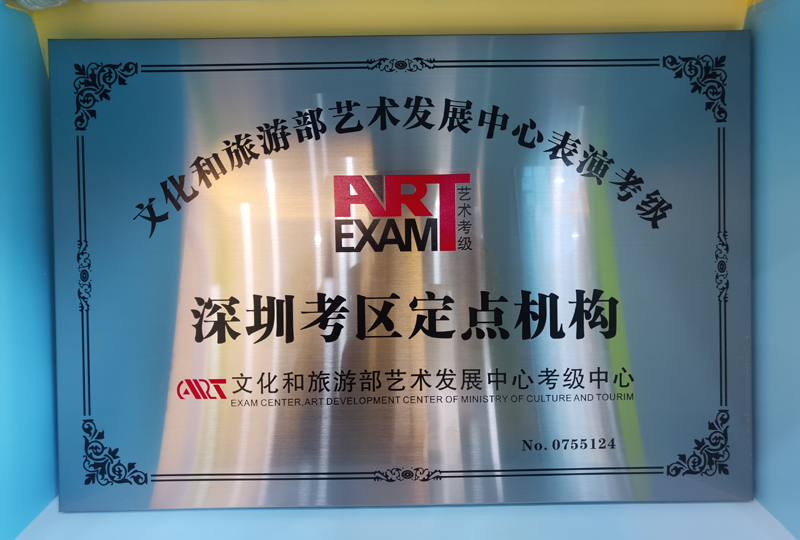 文化和旅游部艺术发展中心表演考级
ART
EXAM
艺术考级
深圳考区定点机构
ART 文化和旅游部艺术发展中心考级中心
EXAM CENTER,ART DEVELOPMENT CENTER OF MINISTRY OF CULTURE AND TOURIM
No.0755124